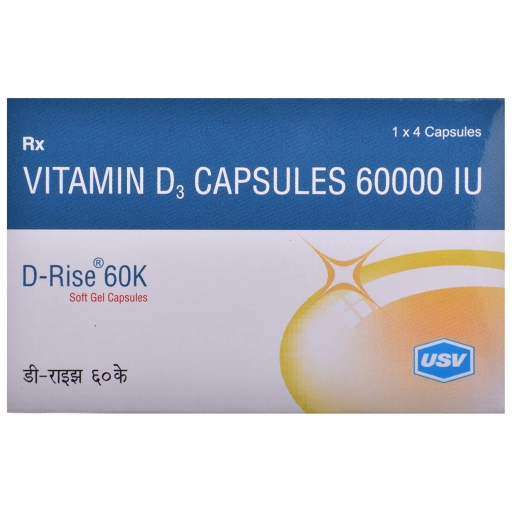 1 x 4 Capsules
Rx
VITAMIN D₃ CAPSULES 60000 IU
D-Rise® 60K
Soft Gel Capsules
USV
डी-राइझ ६०के